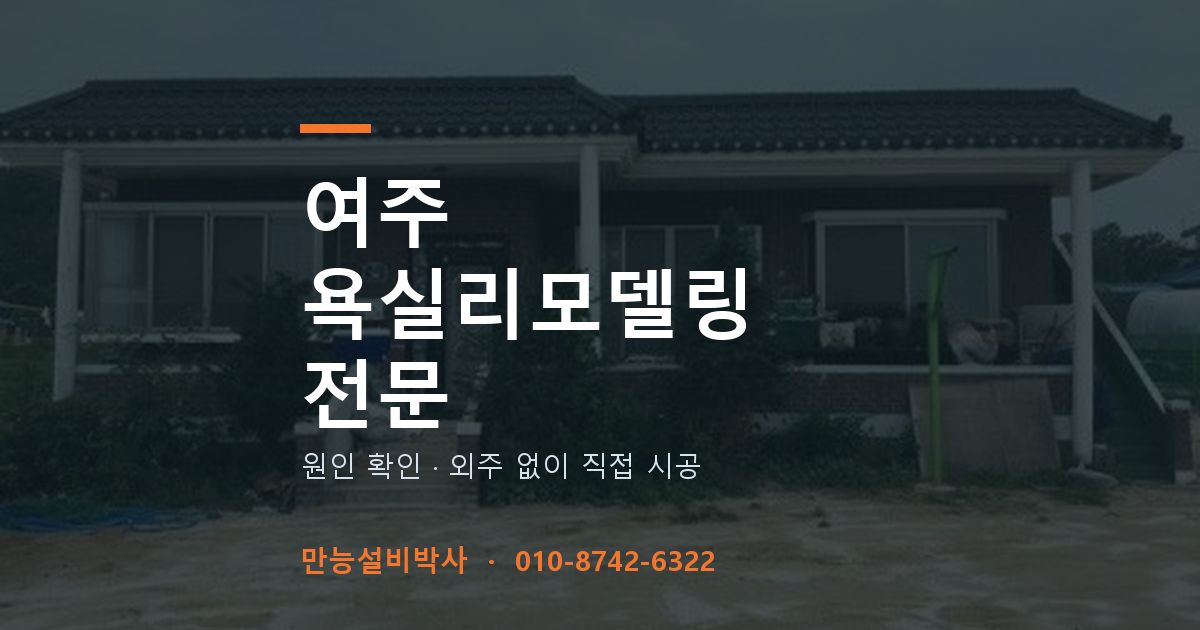 여주
욕실리모델링
전문
원인 확인 · 외주 없이 직접 시공
만능설비박사 · 010-8742-6322